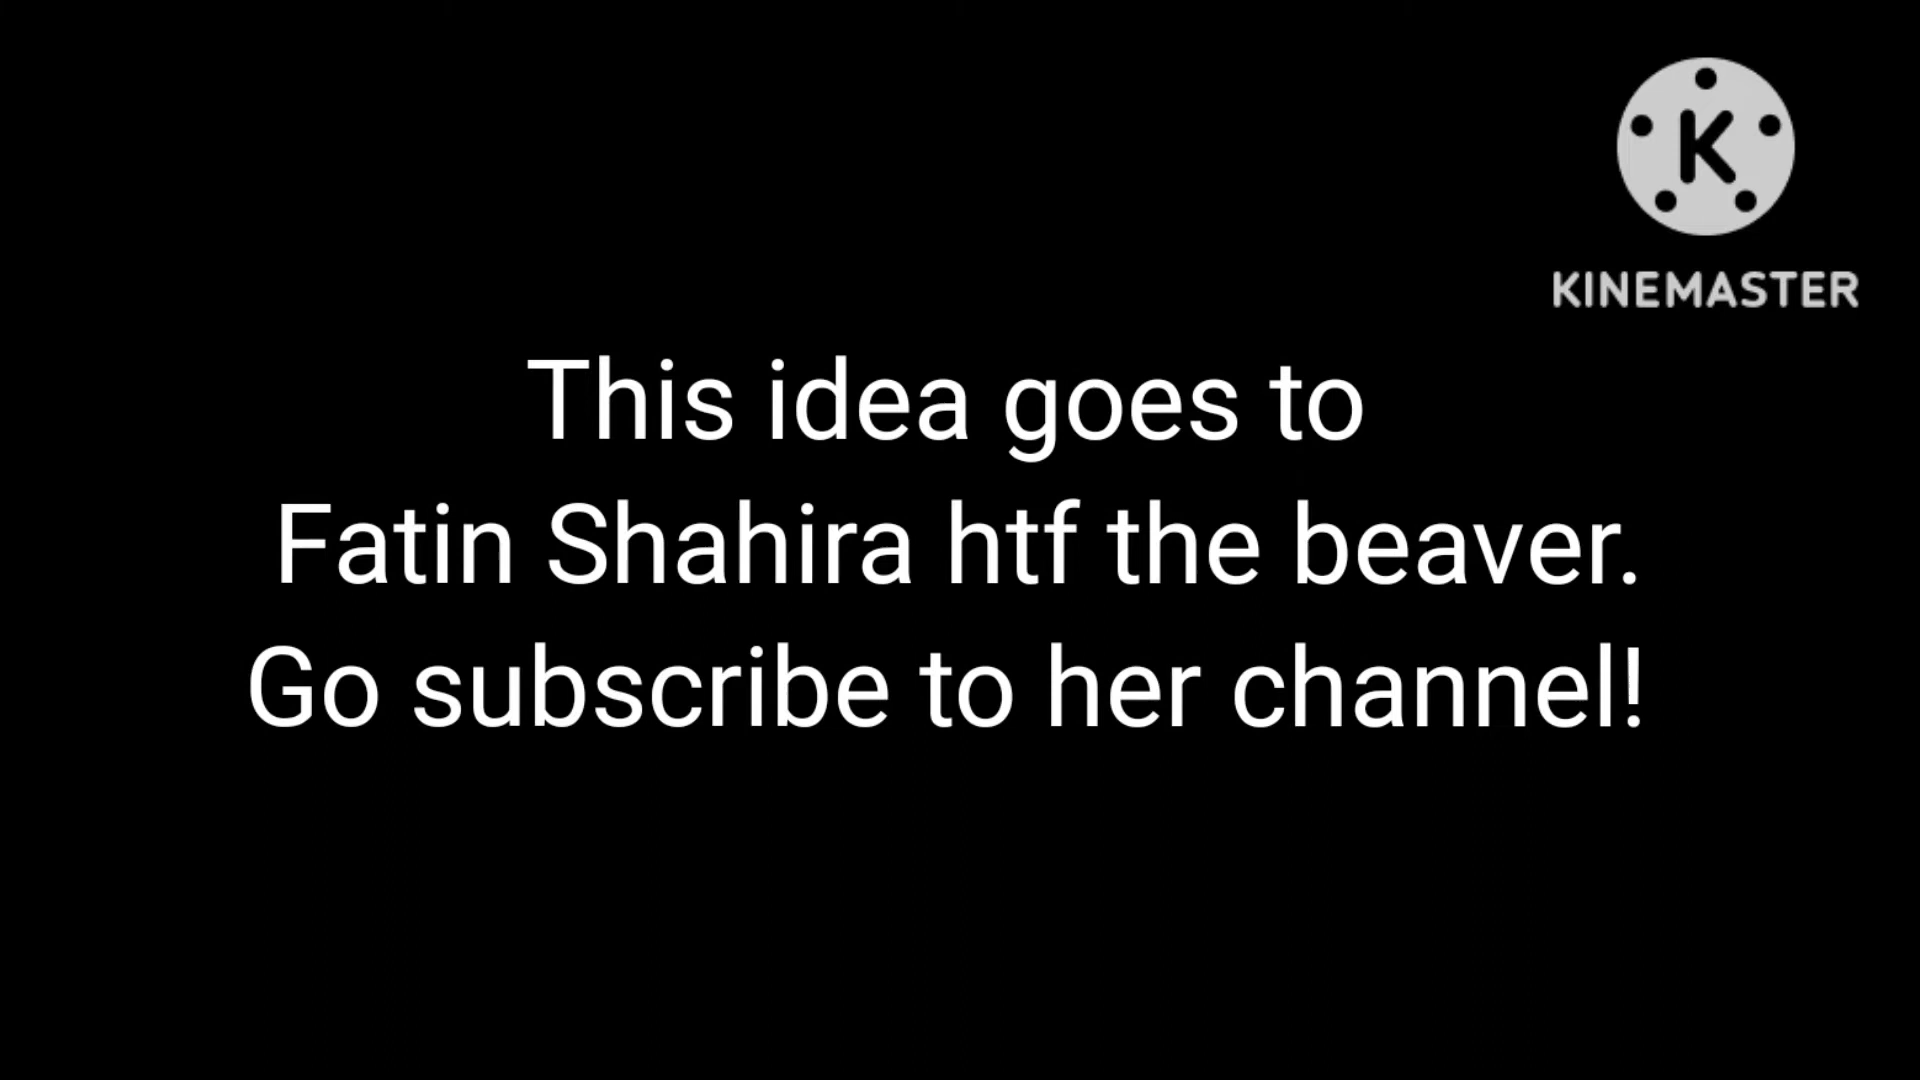 K
KINEMASTER
This idea goes to
Fatin Shahira htf the beaver.
Go subscribe to her channel!